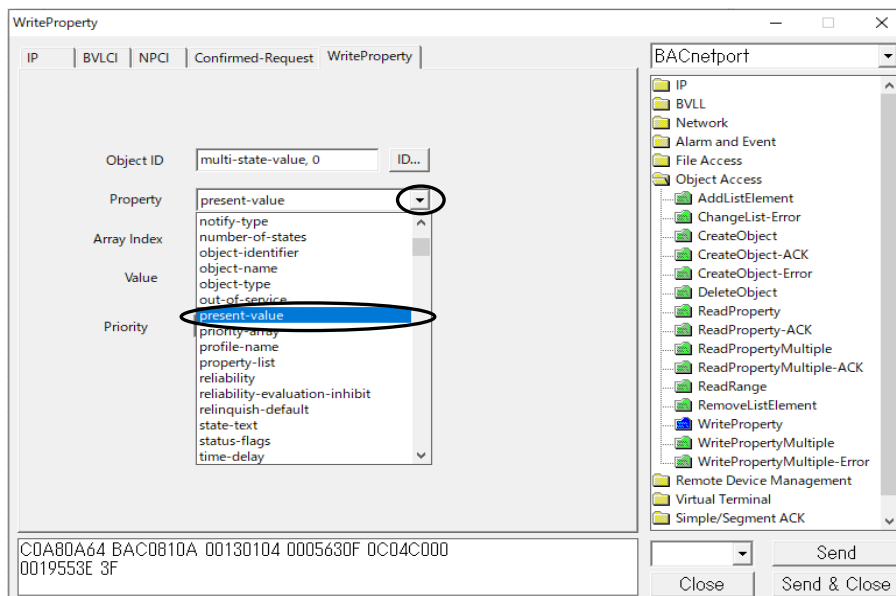 WriteProperty
IP BVLCI NPCI Confirmed-Request WriteProperty
Object ID multi-state-value, 0 ID...
Property present-value
Array Index
Value
Priority
notify-type
number-of-states
object-identifier
object-name
object-type
out-of-service
present-value
priority-array
profile-name
property-list
reliability
reliability-evaluation-inhibit
relinquish-default
state-text
status-flags
time-delay
BACnetport
IP
BVLL
Network
Alarm and Event
File Access
Object Access
AddListElement
ChangeList-Error
CreateObject
CreateObject-ACK
CreateObject-Error
DeleteObject
ReadProperty
ReadProperty-ACK
ReadPropertyMultiple
ReadPropertyMultiple-ACK
ReadRange
RemoveListElement
WriteProperty
WritePropertyMultiple
WritePropertyMultiple-Error
Remote Device Management
Virtual Terminal
Simple/Segment ACK
C0A80A64 BAC0810A 00130104 0005630F 0C04C000
0019553E 3F
Send
Close Send & Close